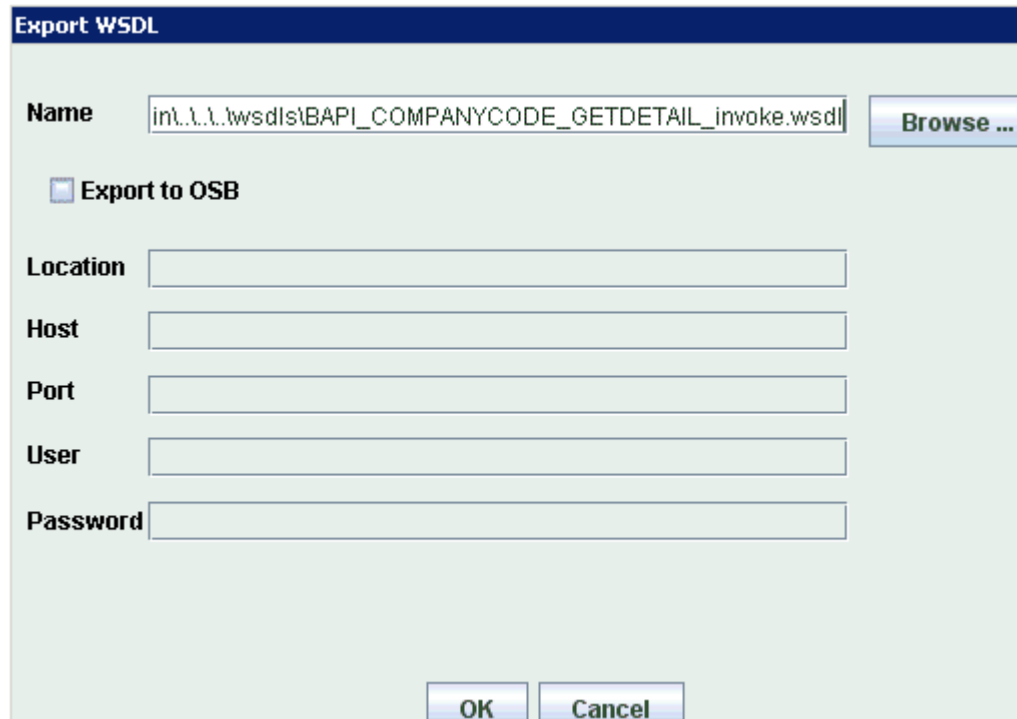 Export WSDL
Name in\..\..\..\wsdls\BAPI_COMPANYCODE_GETDETAIL_invoke.wsdl Browse ...
Export to OSB
Location
Host
Port
User
Password
OK Cancel